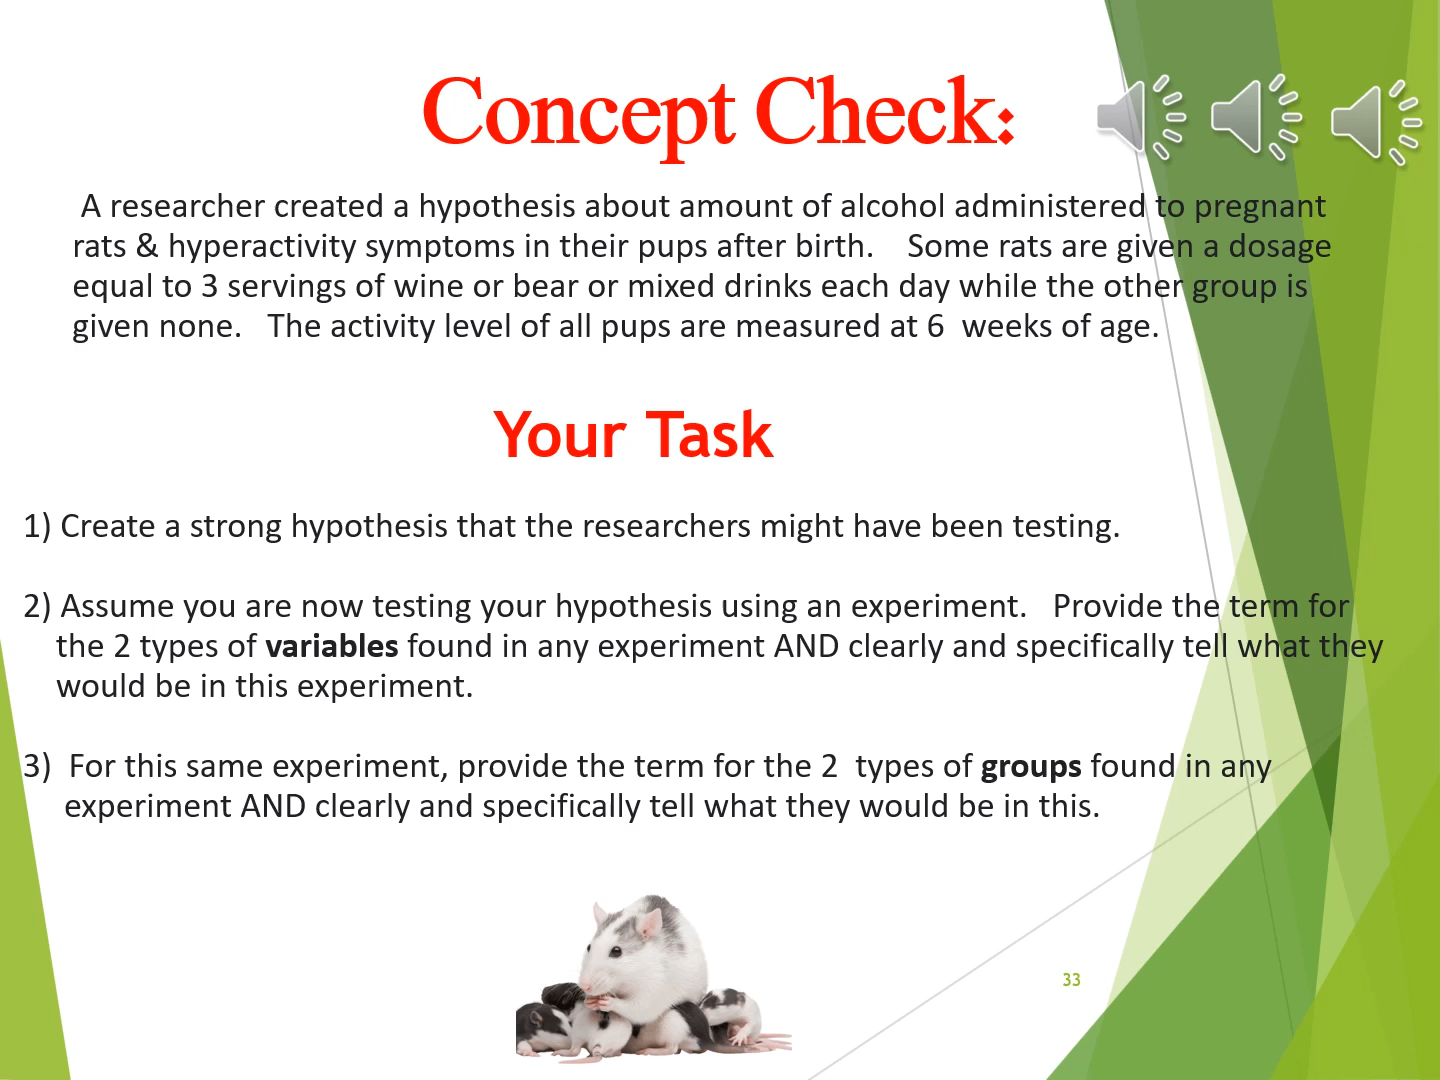 Concept Check:
A researcher created a hypothesis about amount of alcohol administered to pregnant
rats & hyperactivity symptoms in their pups after birth.    Some rats are given a dosage
equal to 3 servings of wine or bear or mixed drinks each day while the other group is
given none.   The activity level of all pups are measured at 6  weeks of age.
Your Task
1) Create a strong hypothesis that the researchers might have been testing.
2) Assume you are now testing your hypothesis using an experiment.   Provide the term for
the 2 types of variables found in any experiment AND clearly and specifically tell what they
would be in this experiment.
3)  For this same experiment, provide the term for the 2  types of groups found in any
experiment AND clearly and specifically tell what they would be in this.
33